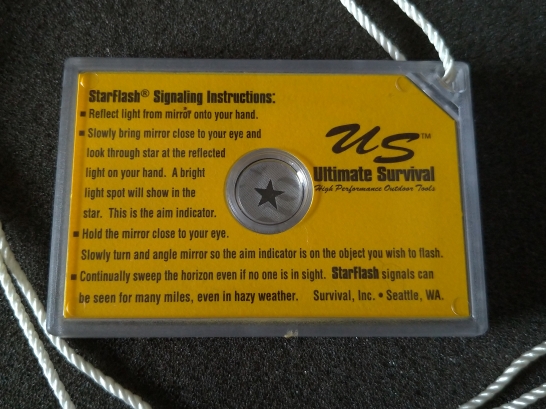 StarFlash® Signaling Instructions:
▪ Reflect light from mirror onto your hand.
▪ Slowly bring mirror close to your eye and
look through star at the reflected
light on your hand. A bright
light spot will show in the
star. This is the aim indicator.
▪ Hold the mirror close to your eye.
Slowly turn and angle mirror so the aim indicator is on the object you wish to flash.
▪ Continually sweep the horizon even if no one is in sight. StarFlash signals can
be seen for many miles, even in hazy weather. Survival, Inc. • Seattle, WA.
US™
Ultimate Survival
High Performance Outdoor Tools